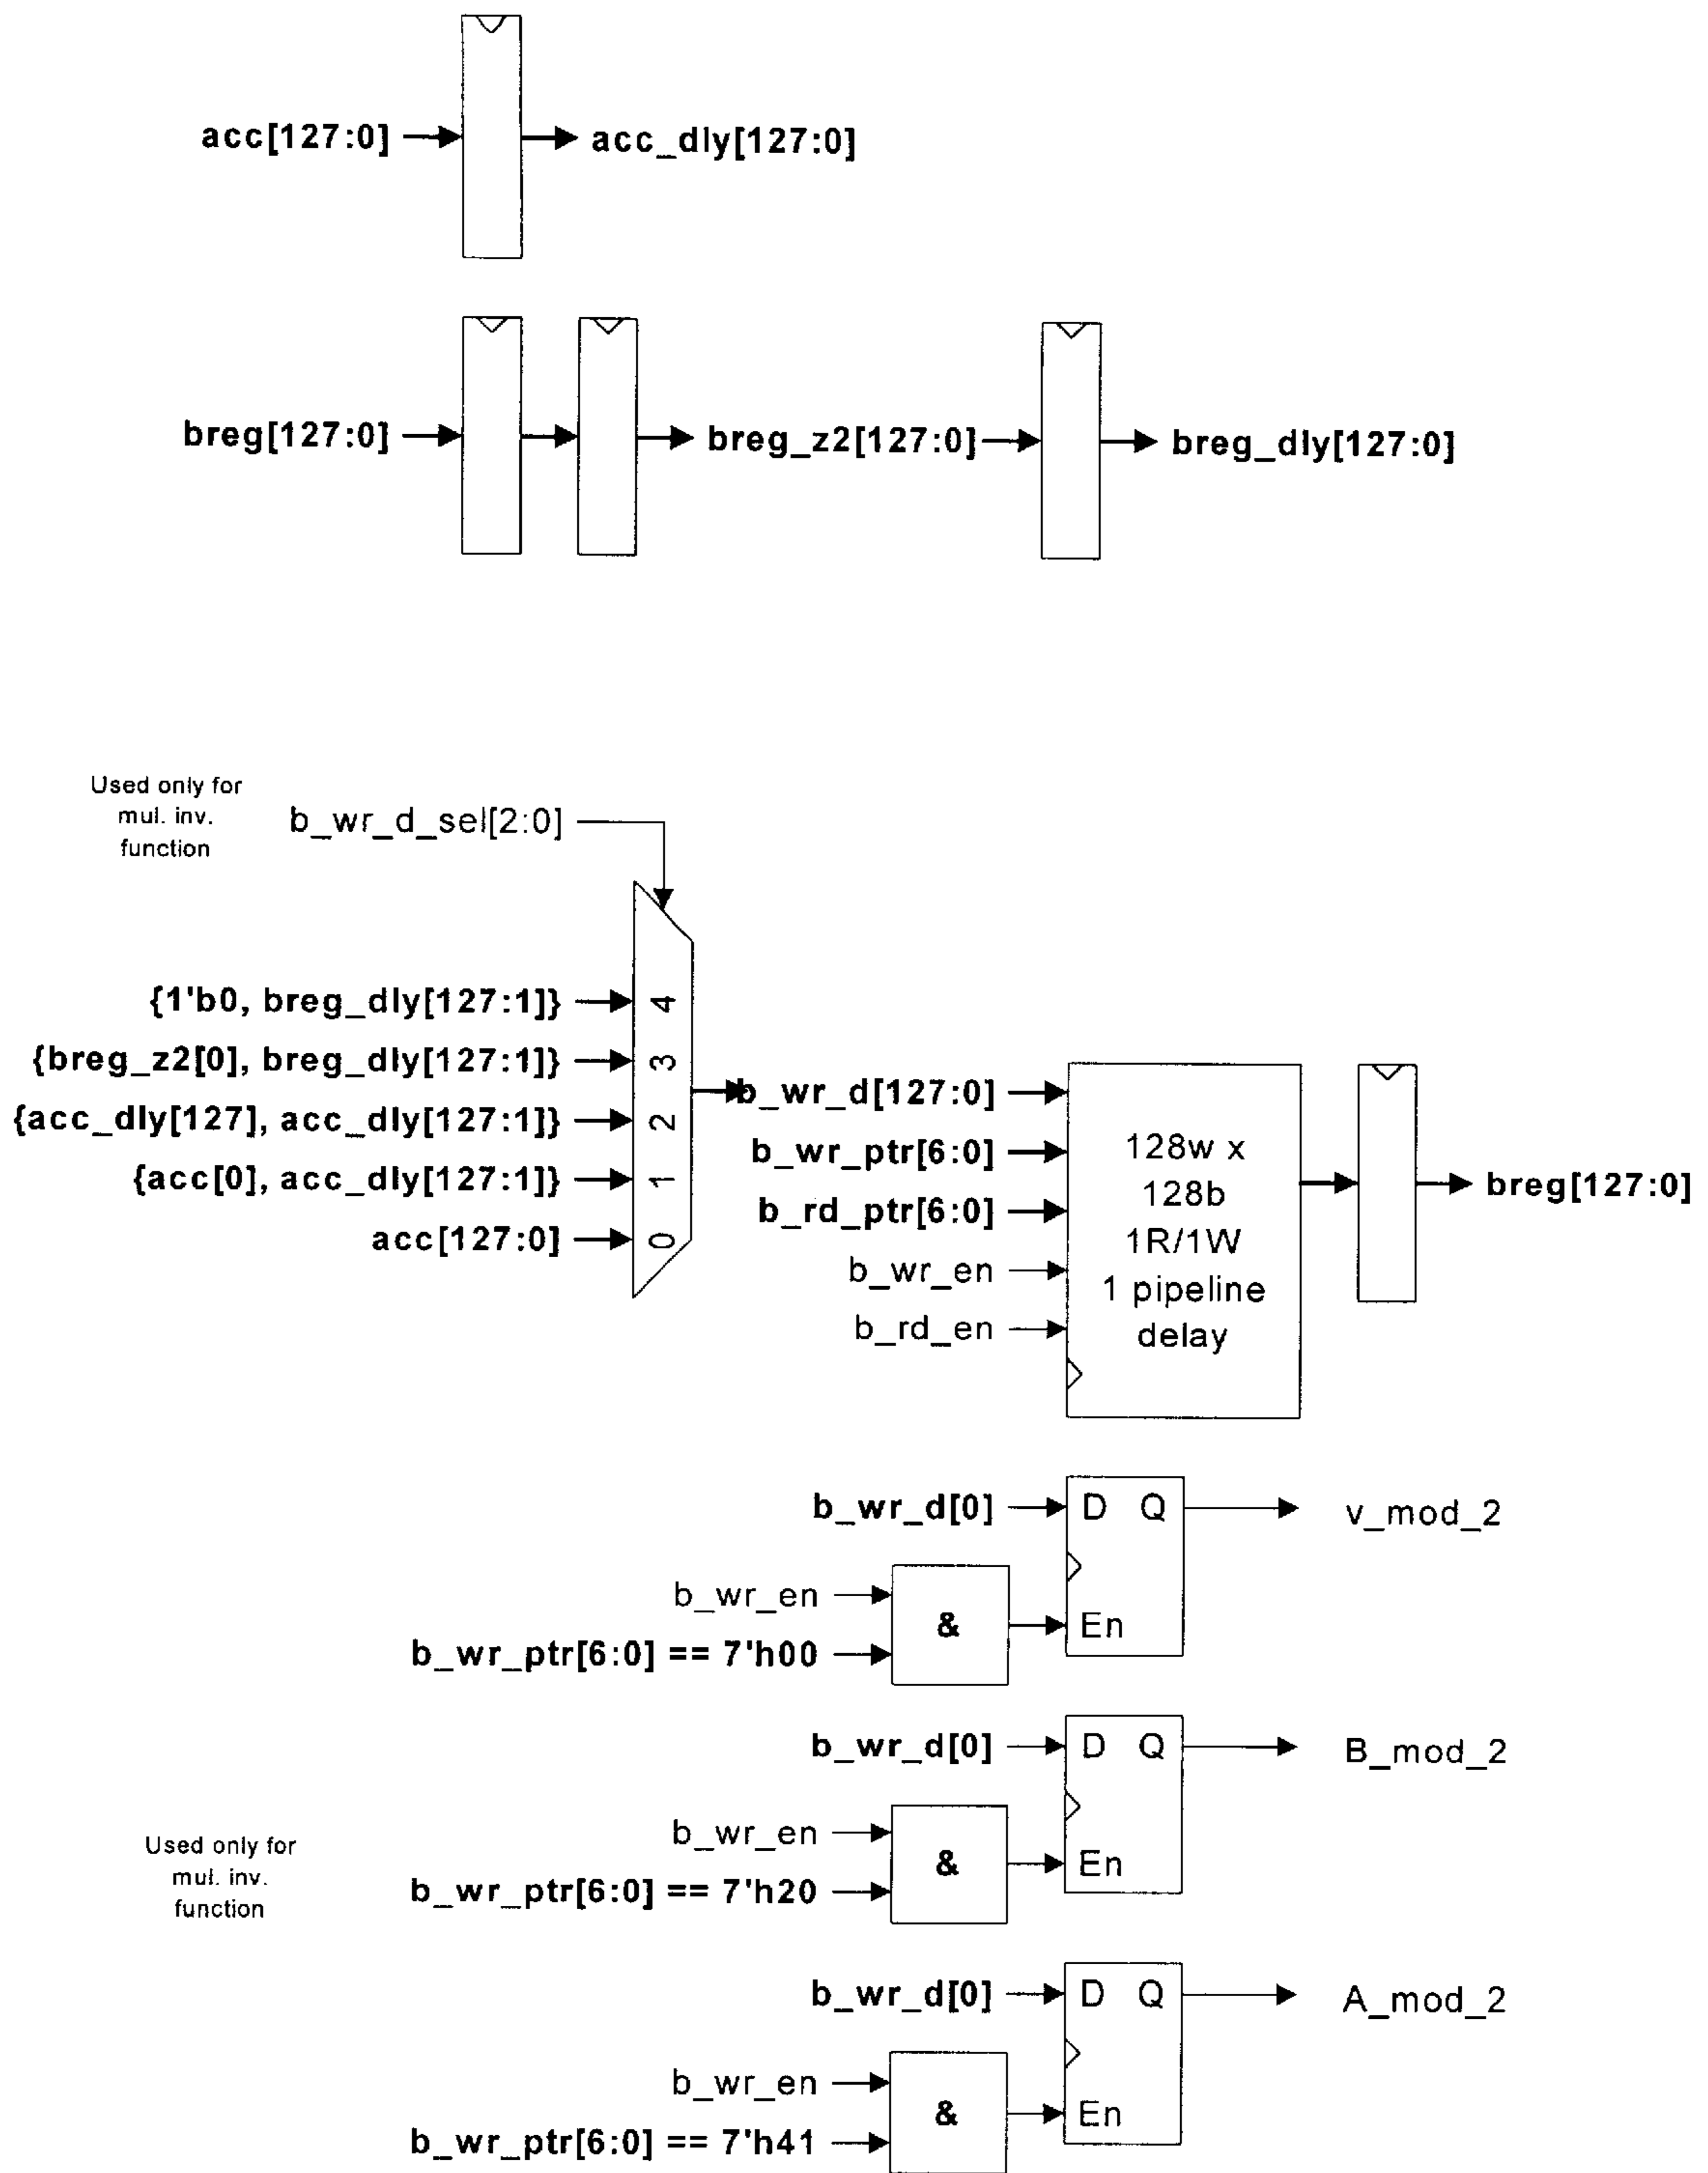 acc[127:0]
acc_dly[127:0]
breg[127:0]
breg_z2[127:0]
breg_dly[127:0]
Used only for
mul. inv.
function
b_wr_d_sel[2:0]
{1'b0, breg_dly[127:1]}
4
{breg_z2[0], breg_dly[127:1]}
3
{acc_dly[127], acc_dly[127:1]}
2
{acc[0], acc_dly[127:1]}
1
acc[127:0]
0
b_wr_d[127:0]
b_wr_ptr[6:0]
b_rd_ptr[6:0]
b_wr_en
b_rd_en
128w x
128b
1R/1W
1 pipeline
delay
breg[127:0]
b_wr_d[0]
D Q
v_mod_2
b_wr_en
&
En
b_wr_ptr[6:0] == 7'h00
b_wr_d[0]
D Q
B_mod_2
Used only for
mul. inv.
function
b_wr_en
&
En
b_wr_ptr[6:0] == 7'h20
b_wr_d[0]
D Q
A_mod_2
b_wr_en
&
En
b_wr_ptr[6:0] == 7'h41